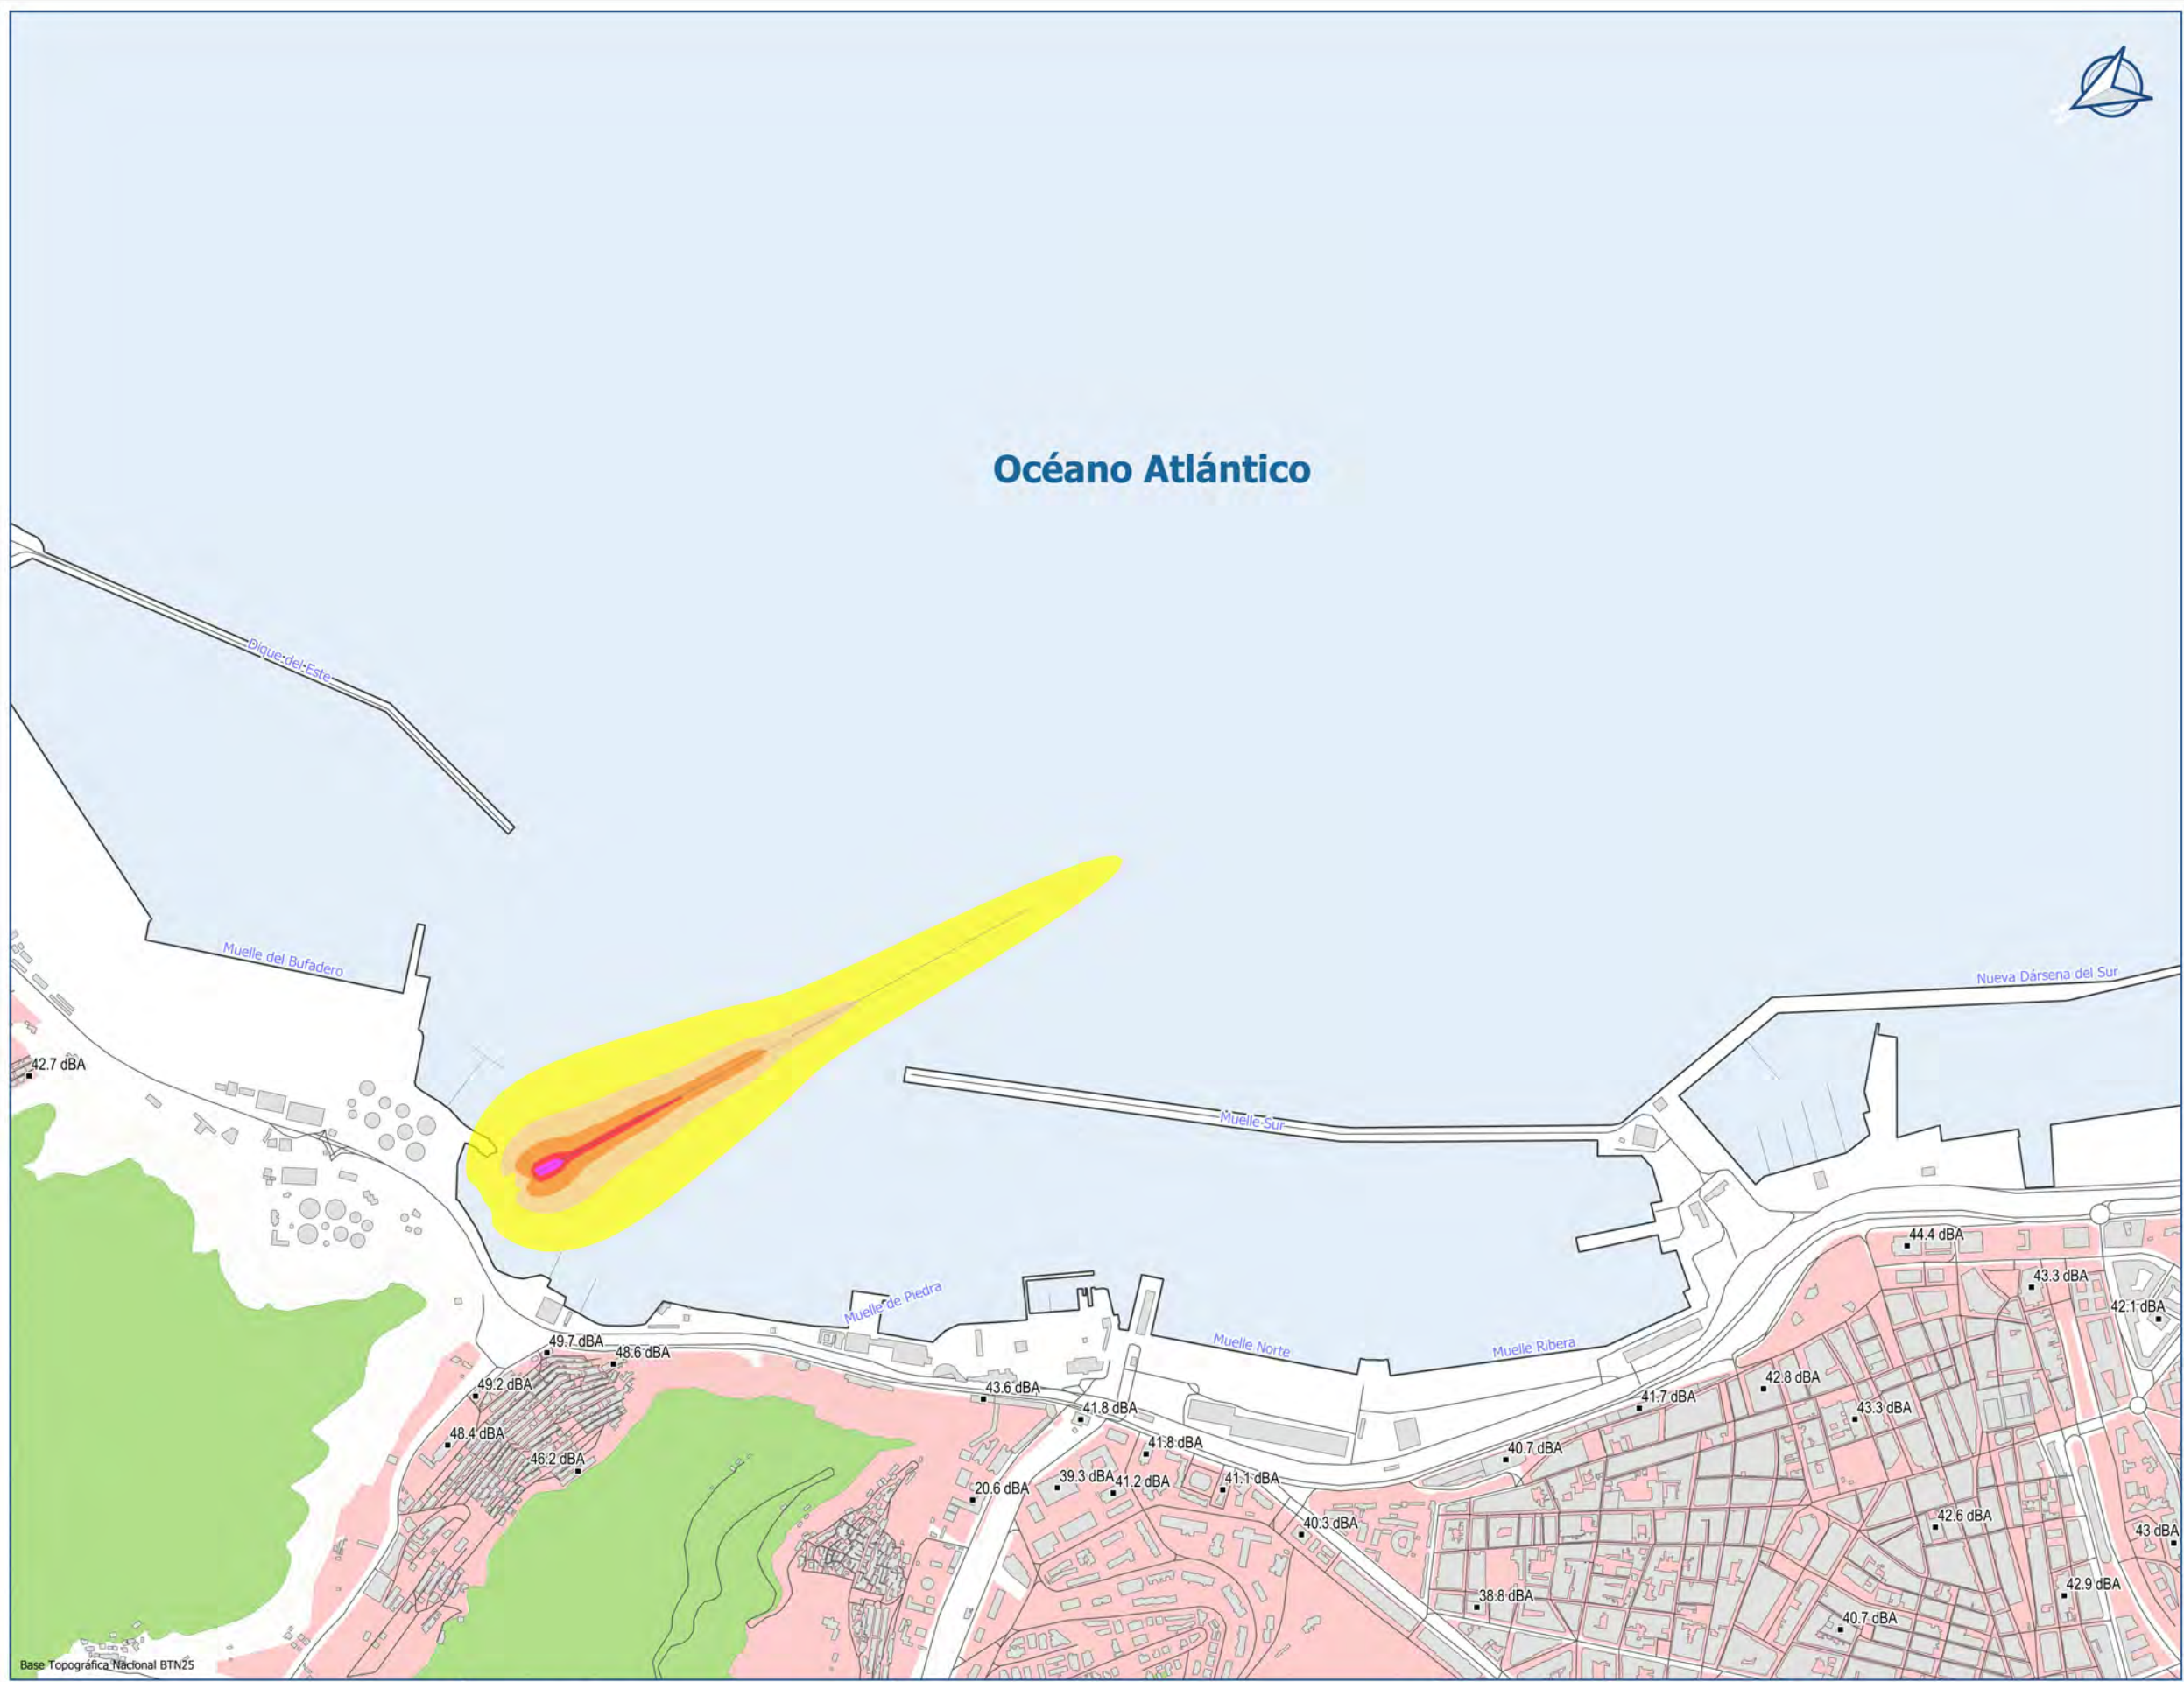 Océano Atlántico
Dique del Este
Muelle del Bufadero
Nueva Dársena del Sur
42.7 dBA
Muelle Sur
44.4 dBA
43.3 dBA
42.1 dBA
Muelle de Piedra
Muelle Norte
Muelle Ribera
49.7 dBA
48.6 dBA
49.2 dBA
43.6 dBA
42.8 dBA
41.7 dBA
41.8 dBA
43.3 dBA
48.4 dBA
41.8 dBA
40.7 dBA
46.2 dBA
39.3 dBA
41.2 dBA
41.1 dBA
20.6 dBA
40.3 dBA
42.6 dBA
43 dBA
38.8 dBA
42.9 dBA
40.7 dBA
Base Topográfica Nacional BTN25